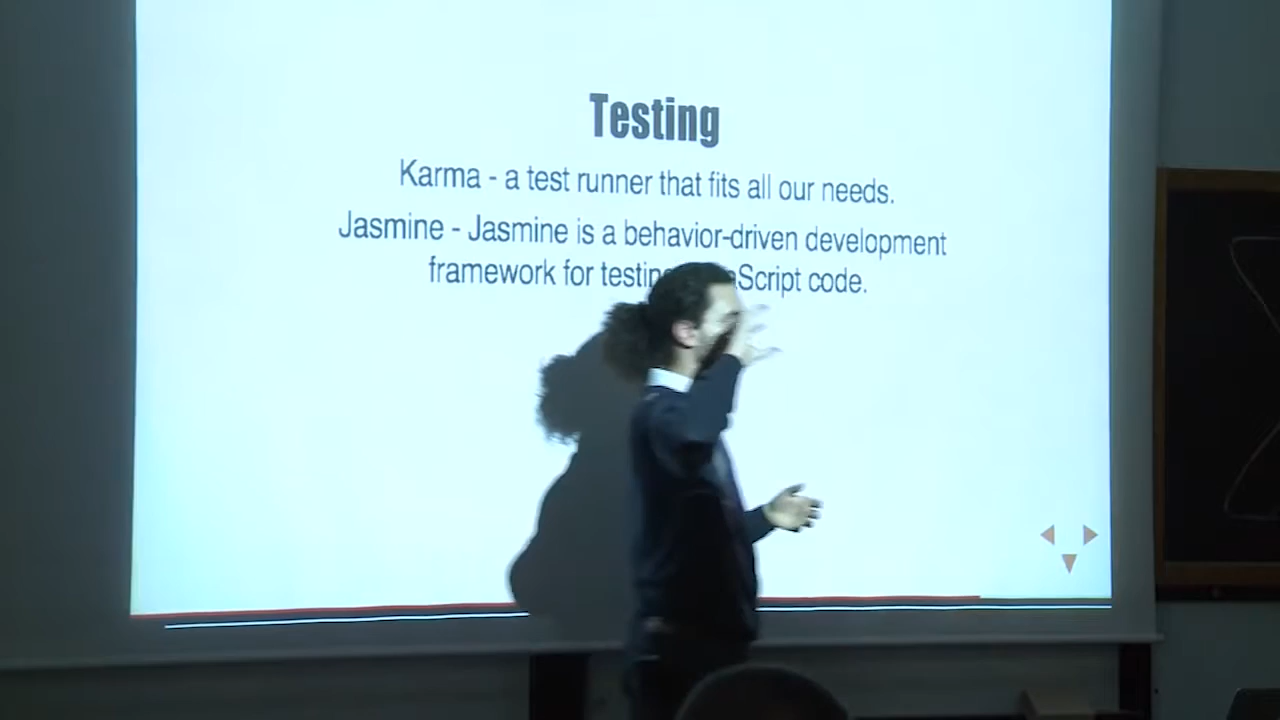 Testing
Karma - a test runner that fits all our needs.
Jasmine - Jasmine is a behavior-driven development
framework for code.